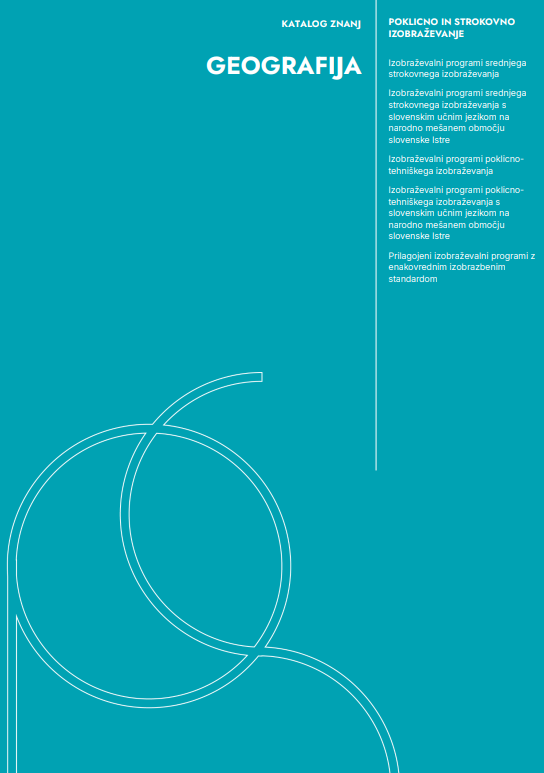 KATALOG ZNANJ
GEOGRAFIJA
POKLICNO IN STROKOVNO
IZOBRAŽEVANJE
Izobraževalni programi srednjega
strokovnega izobraževanja
Izobraževalni programi srednjega
strokovnega izobraževanja s
slovenskim učnim jezikom na
narodno mešanem območju
slovenske Istre
Izobraževalni programi poklicno-
tehniškega izobraževanja
Izobraževalni programi poklicno-
tehniškega izobraževanja s
slovenskim učnim jezikom na
narodno mešanem območju
slovenske Istre
Prilagojeni izobraževalni programi z
enakovrednim izobrazbenim
standardom